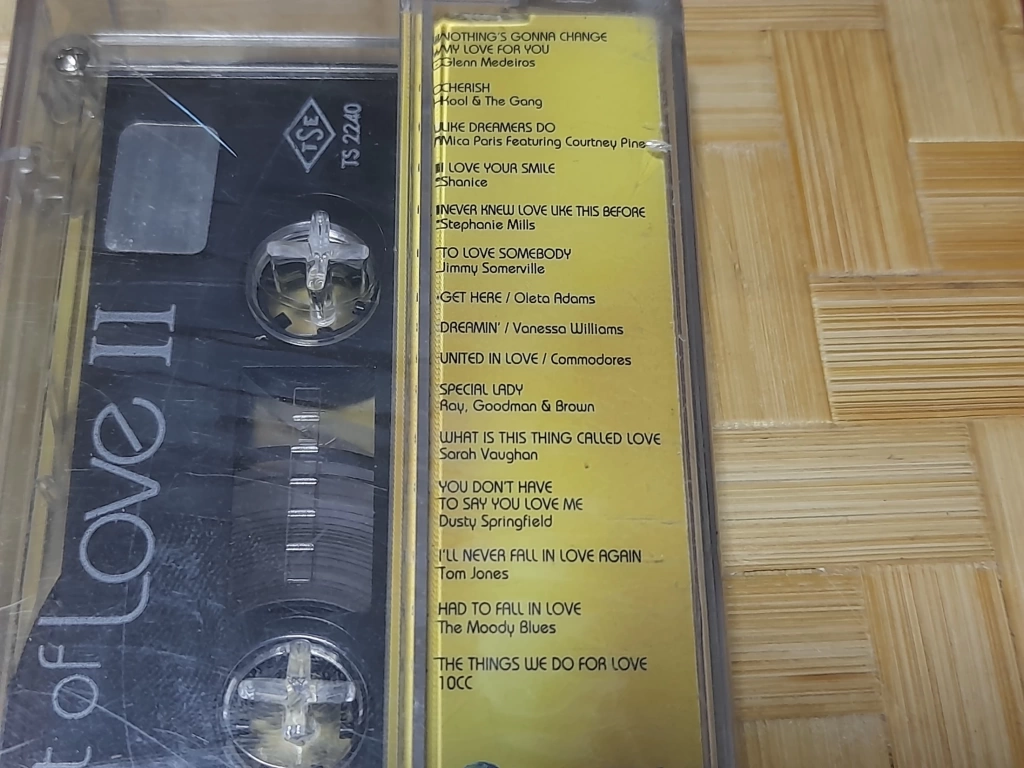 NOTHING'S GONNA CHANGE
MY LOVE FOR YOU
Glenn Medeiros
CHERISH
Kool & The Gang
LIKE DREAMERS DO
Mica Paris Featuring Courtney Pine
I LOVE YOUR SMILE
Shanice
NEVER KNEW LOVE LIKE THIS BEFORE
Stephanie Mills
TO LOVE SOMEBODY
Jimmy Somerville
GET HERE / Oleta Adams
DREAMIN' / Vanessa Williams
UNITED IN LOVE / Commodores
SPECIAL LADY
Ray, Goodman & Brown
WHAT IS THIS THING CALLED LOVE
Sarah Vaughan
YOU DON'T HAVE
TO SAY YOU LOVE ME
Dusty Springfield
I'LL NEVER FALL IN LOVE AGAIN
Tom Jones
HAD TO FALL IN LOVE
The Moody Blues
THE THINGS WE DO FOR LOVE
10CC
TSE
TS 2240
of Love II